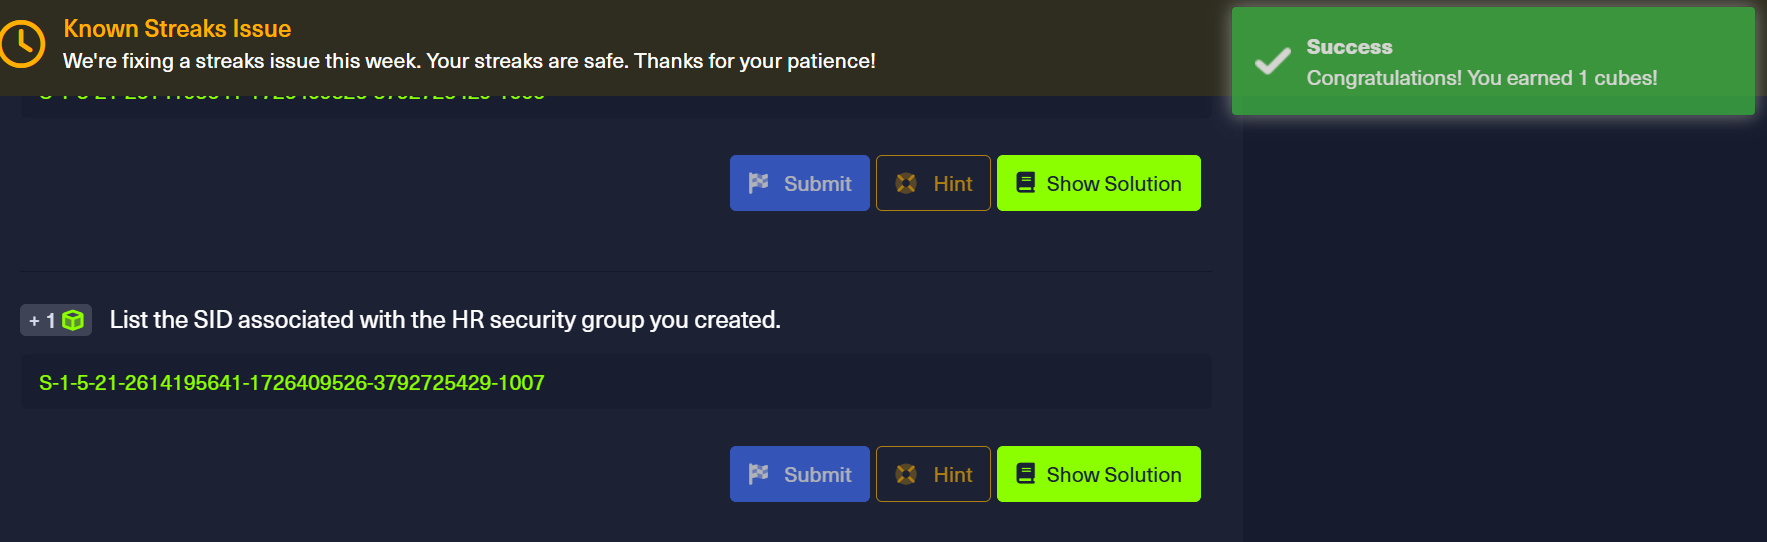 Known Streaks Issue
We're fixing a streaks issue this week. Your streaks are safe. Thanks for your patience!
Success
Congratulations! You earned 1 cubes!
Submit
Hint
Show Solution
+ 1
List the SID associated with the HR security group you created.
S-1-5-21-2614195641-1726409526-3792725429-1007
Submit
Hint
Show Solution